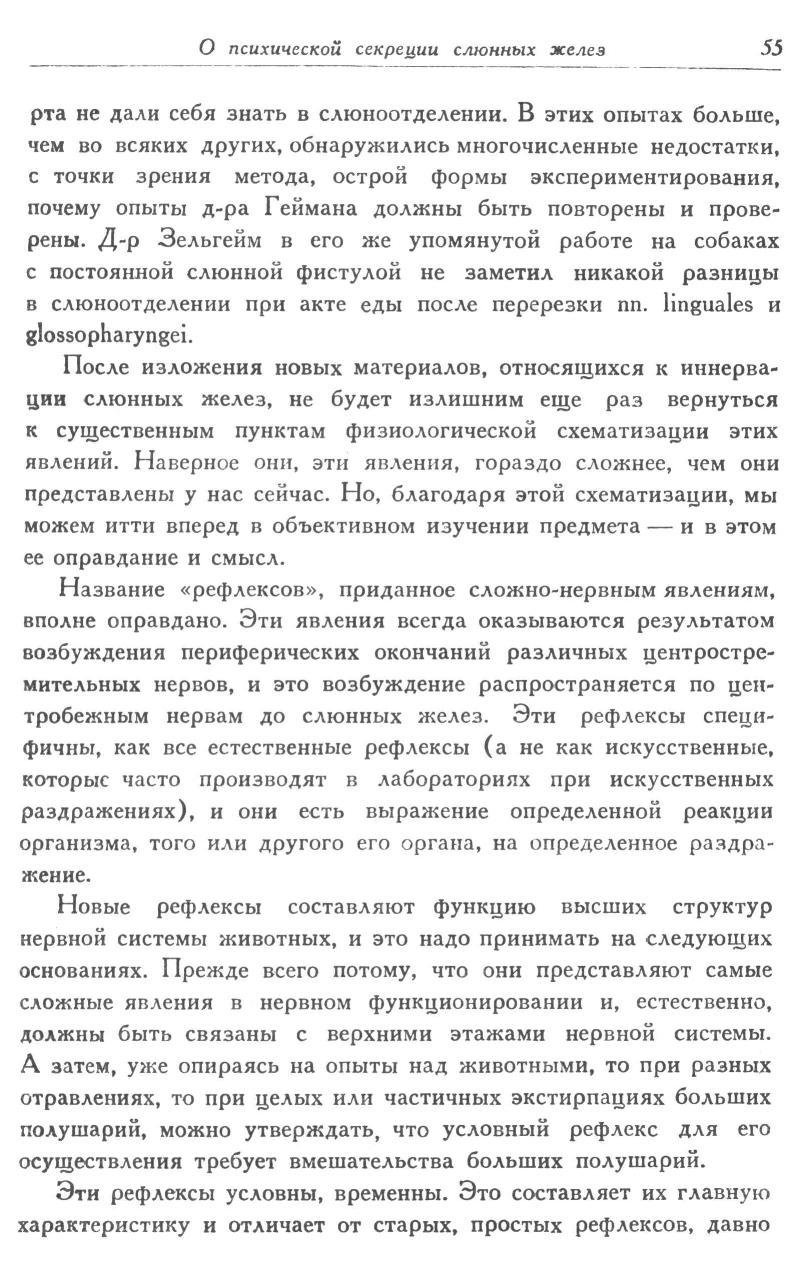 О психической секреции слюнных желез 55
рта не дали себя знать в слюноотделении. В этих опытах больше,
чем во всяких других, обнаружились многочисленные недостатки,
с точки зрения метода, острой формы экспериментирования,
почему опыты д-ра Геймана должны быть повторены и прове-
рены. Д-р Зельгейм в его же упомянутой работе на собаках
с постоянной слюнной фистулой не заметил никакой разницы
в слюноотделении при акте еды после перерезки nn. linguales и
glossopharyngei.
После изложения новых материалов, относящихся к иннерва-
ции слюнных желез, не будет излишним еще раз вернуться
к существенным пунктам физиологической схематизации этих
явлений. Наверное они, эти явления, гораздо сложнее, чем они
представлены у нас сейчас. Но, благодаря этой схематизации, мы
можем итти вперед в объективном изучении предмета — и в этом
ее оправдание и смысл.
Название «рефлексов», приданное сложно-нервным явлениям,
вполне оправдано. Эти явления всегда оказываются результатом
возбуждения периферических окончаний различных центростре-
мительных нервов, и это возбуждение распространяется по цен-
тробежным нервам до слюнных желез. Эти рефлексы специ-
фичны, как все естественные рефлексы (а не как искусственные,
которые часто производят в лабораториях при искусственных
раздражениях), и они есть выражение определенной реакции
организма, того или другого его органа, на определенное раздра-
жение.
Новые рефлексы составляют функцию высших структур
нервной системы животных, и это надо принимать на следующих
основаниях. Прежде всего потому, что они представляют самые
сложные явления в нервном функционировании и, естественно,
должны быть связаны с верхними этажами нервной системы.
А затем, уже опираясь на опыты над животными, то при разных
отравлениях, то при целых или частичных экстирпациях больших
полушарий, можно утверждать, что условный рефлекс для его
осуществления требует вмешательства больших полушарий.
Эти рефлексы условны, временны. Это составляет их главную
характеристику и отличает от старых, простых рефлексов, давно